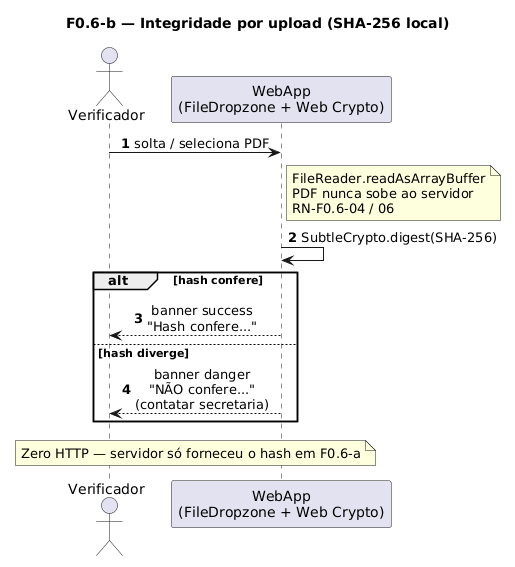 F0.6-b — Integridade por upload (SHA-256 local)
Verificador
WebApp
(FileDropzone + Web Crypto)
1 solta / seleciona PDF
FileReader.readAsArrayBuffer
PDF nunca sobe ao servidor
RN-F0.6-04 / 06
2 SubtleCrypto.digest(SHA-256)
alt [hash confere]
3 banner success
"Hash confere..."
[hash diverge]
banner danger
4 "NÃO confere..."
(contatar secretaria)
Zero HTTP — servidor só forneceu o hash em F0.6-a
Verificador
WebApp
(FileDropzone + Web Crypto)